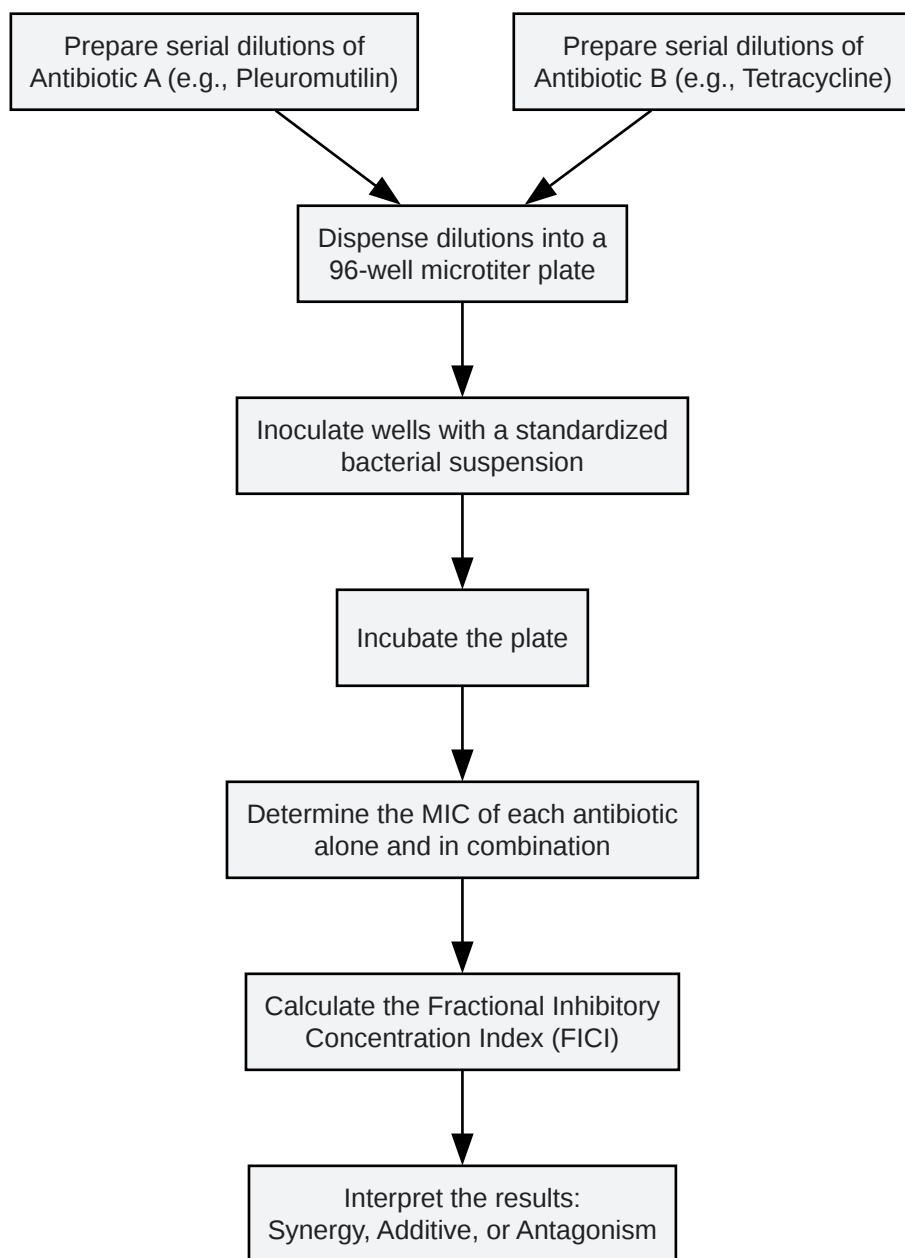 Prepare serial dilutions of
Antibiotic A (e.g., Pleuromutilin)
Prepare serial dilutions of
Antibiotic B (e.g., Tetracycline)
Dispense dilutions into a
96-well microtiter plate
Inoculate wells with a standardized
bacterial suspension
Incubate the plate
Determine the MIC of each antibiotic
alone and in combination
Calculate the Fractional Inhibitory
Concentration Index (FICI)
Interpret the results:
Synergy, Additive, or Antagonism